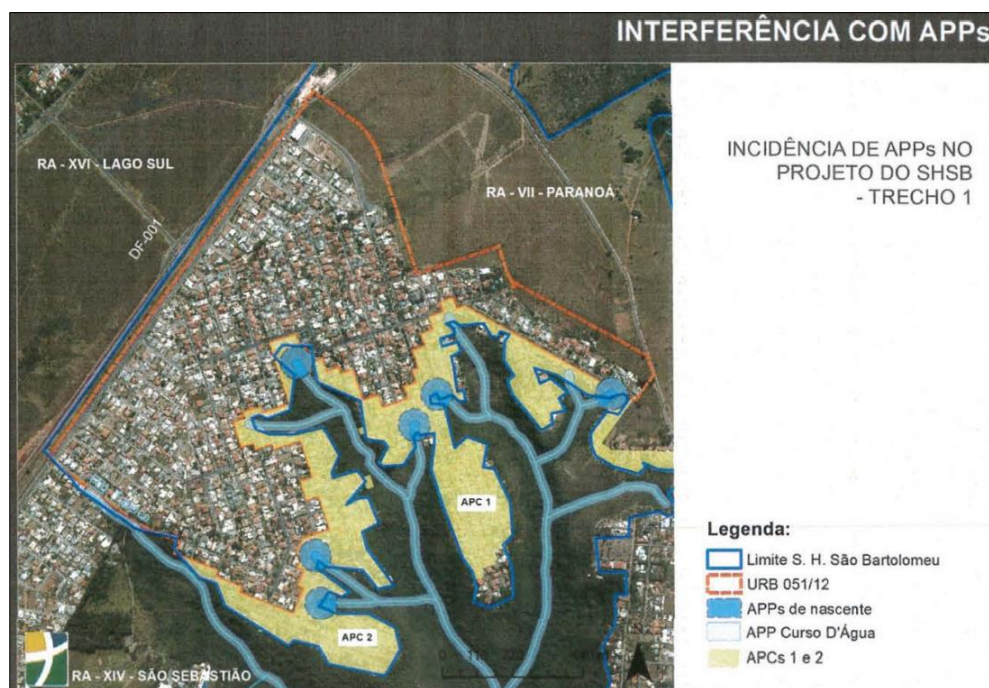 INTERFERÊNCIA COM APPs
INCIDÊNCIA DE APPs NO
PROJETO DO SHSB
- TRECHO 1
RA - XVI - LAGO SUL
RA - VII - PARANOÁ
DF-001
APC 1
APC 2
RA - XIV - SÃO SEBASTIÃO
Legenda:
Limite S. H. São Bartolomeu
URB 051/12
APPs de nascente
APP Curso D'Água
APCs 1 e 2